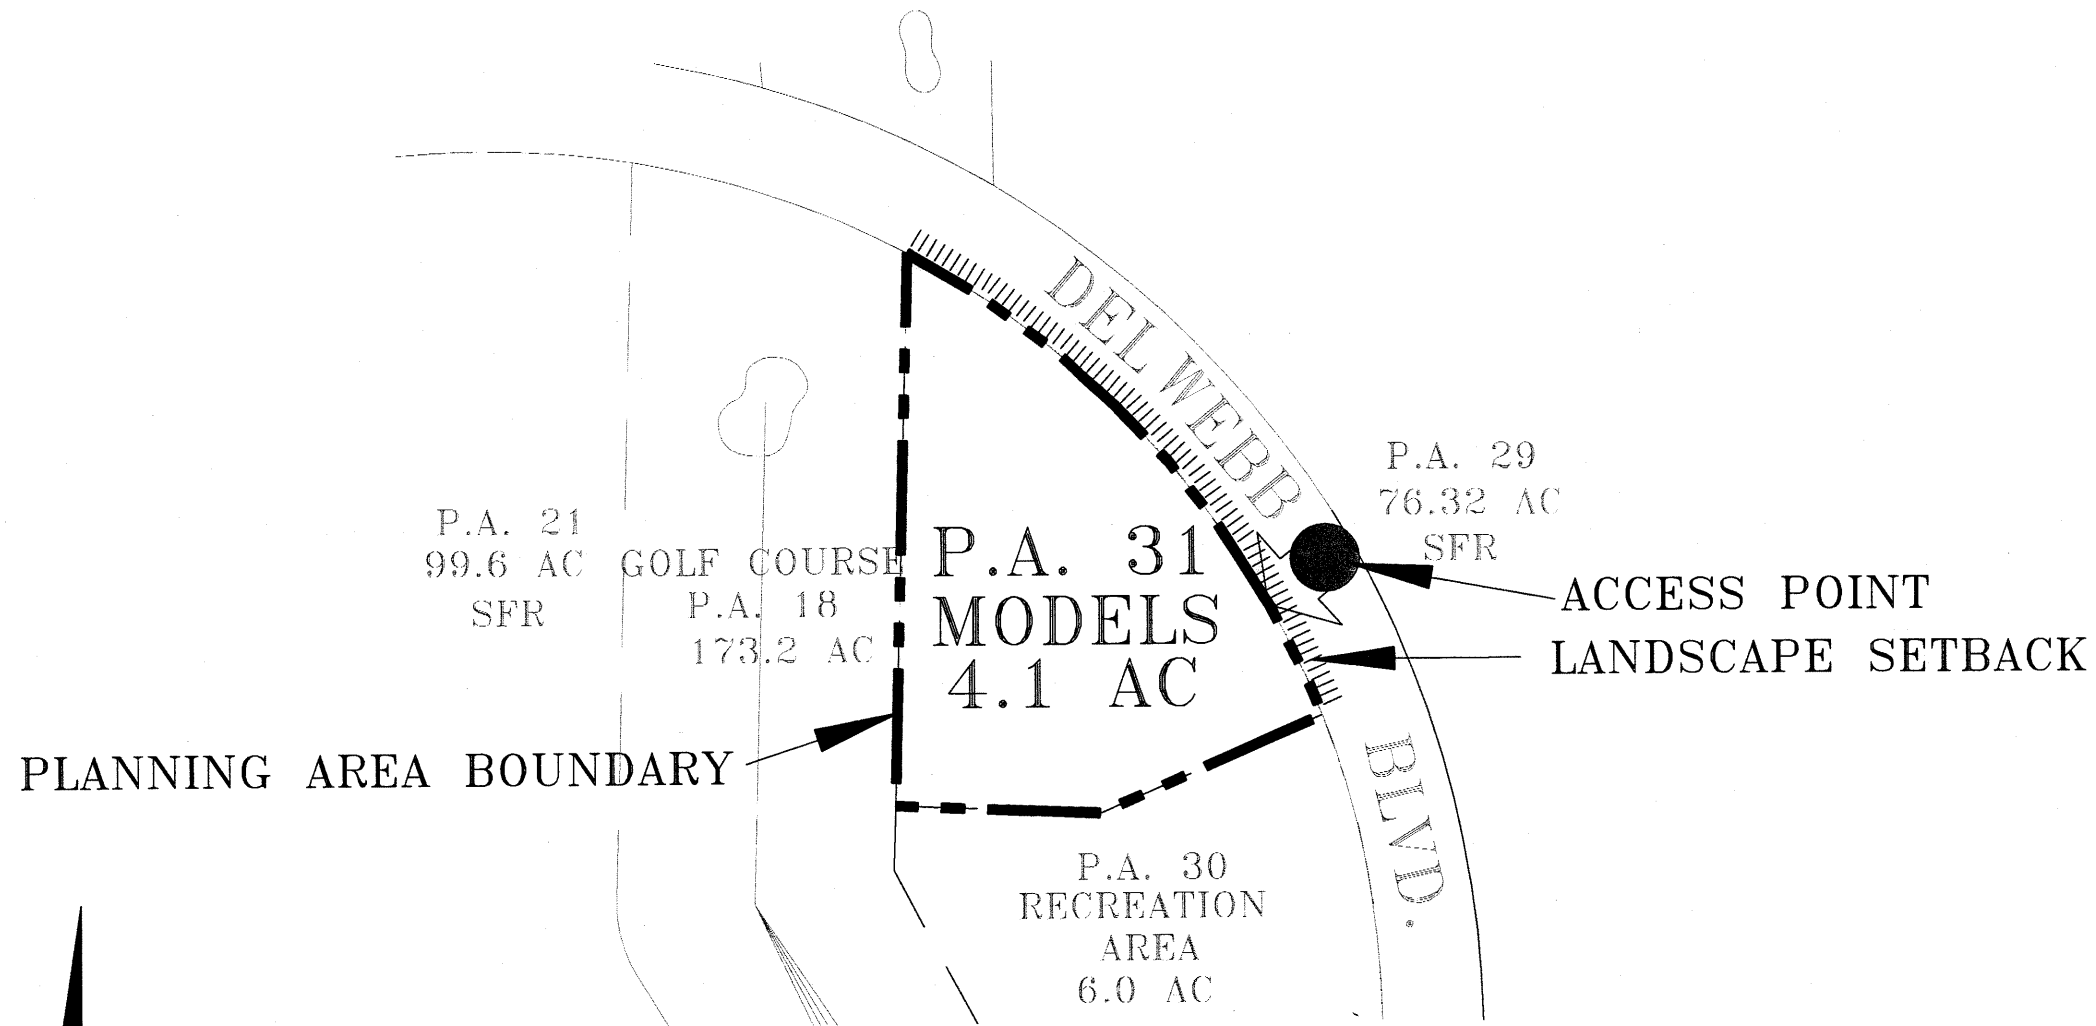 DEL WEBB
BLVD.
P.A. 29
76.32 AC
SFR
P.A. 21
99.6 AC
SFR
GOLF COURSE
P.A. 18
173.2 AC
P.A. 31
MODELS
4.1 AC
ACCESS POINT
LANDSCAPE SETBACK
PLANNING AREA BOUNDARY
P.A. 30
RECREATION
AREA
6.0 AC